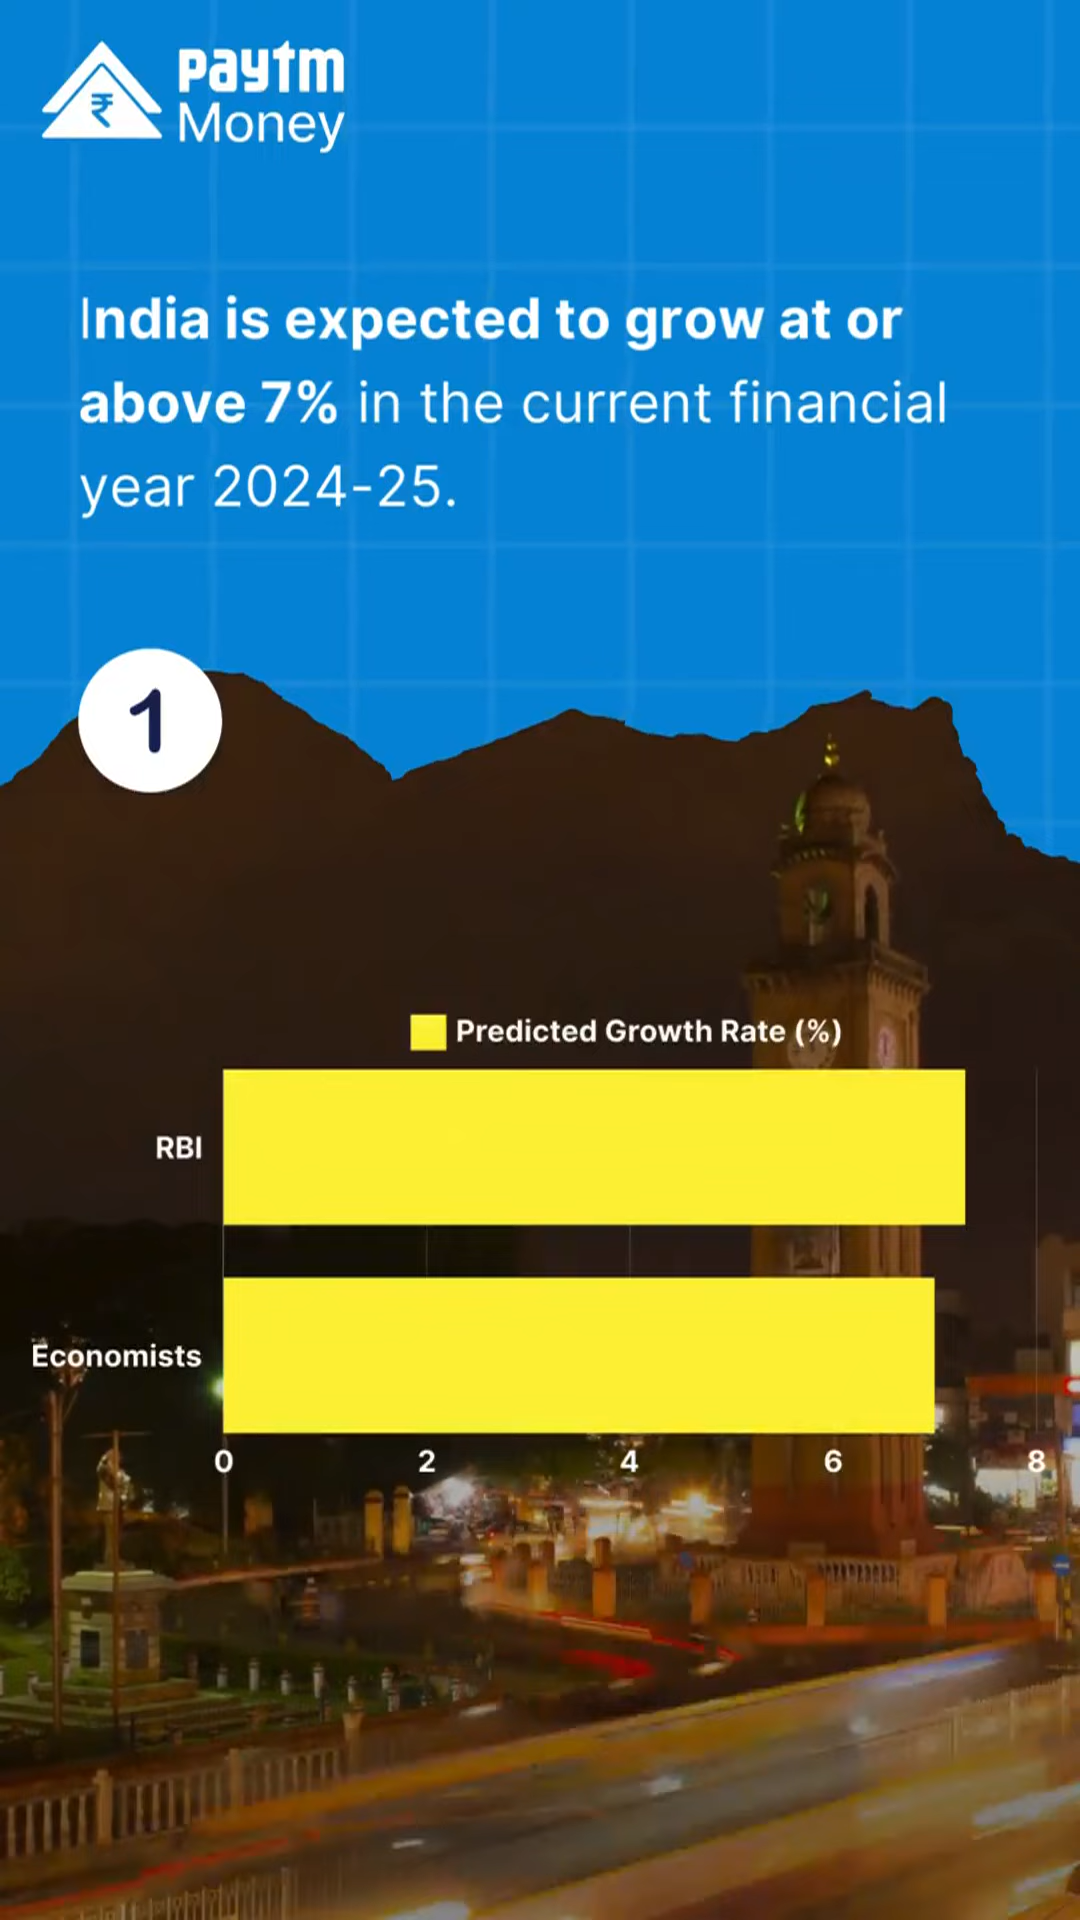 ₹
paytm
Money
India is expected to grow at or
above 7% in the current financial
year 2024-25.
1
Predicted Growth Rate (%)
RBI
Economists
0 2 4 6 8